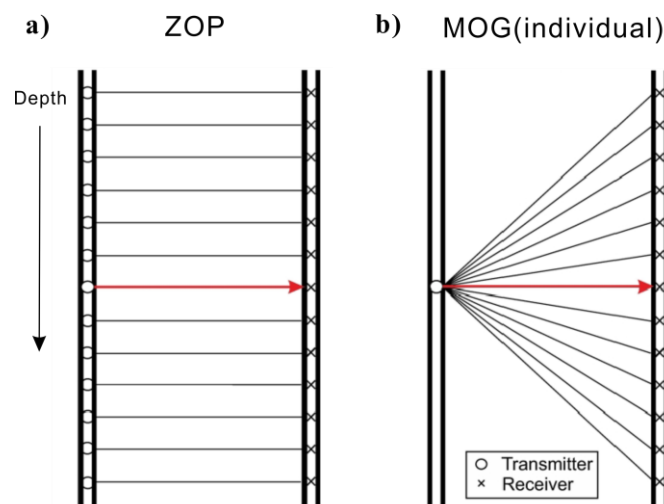 a) ZOP
b) MOG(individual)
Depth
Transmitter
Receiver